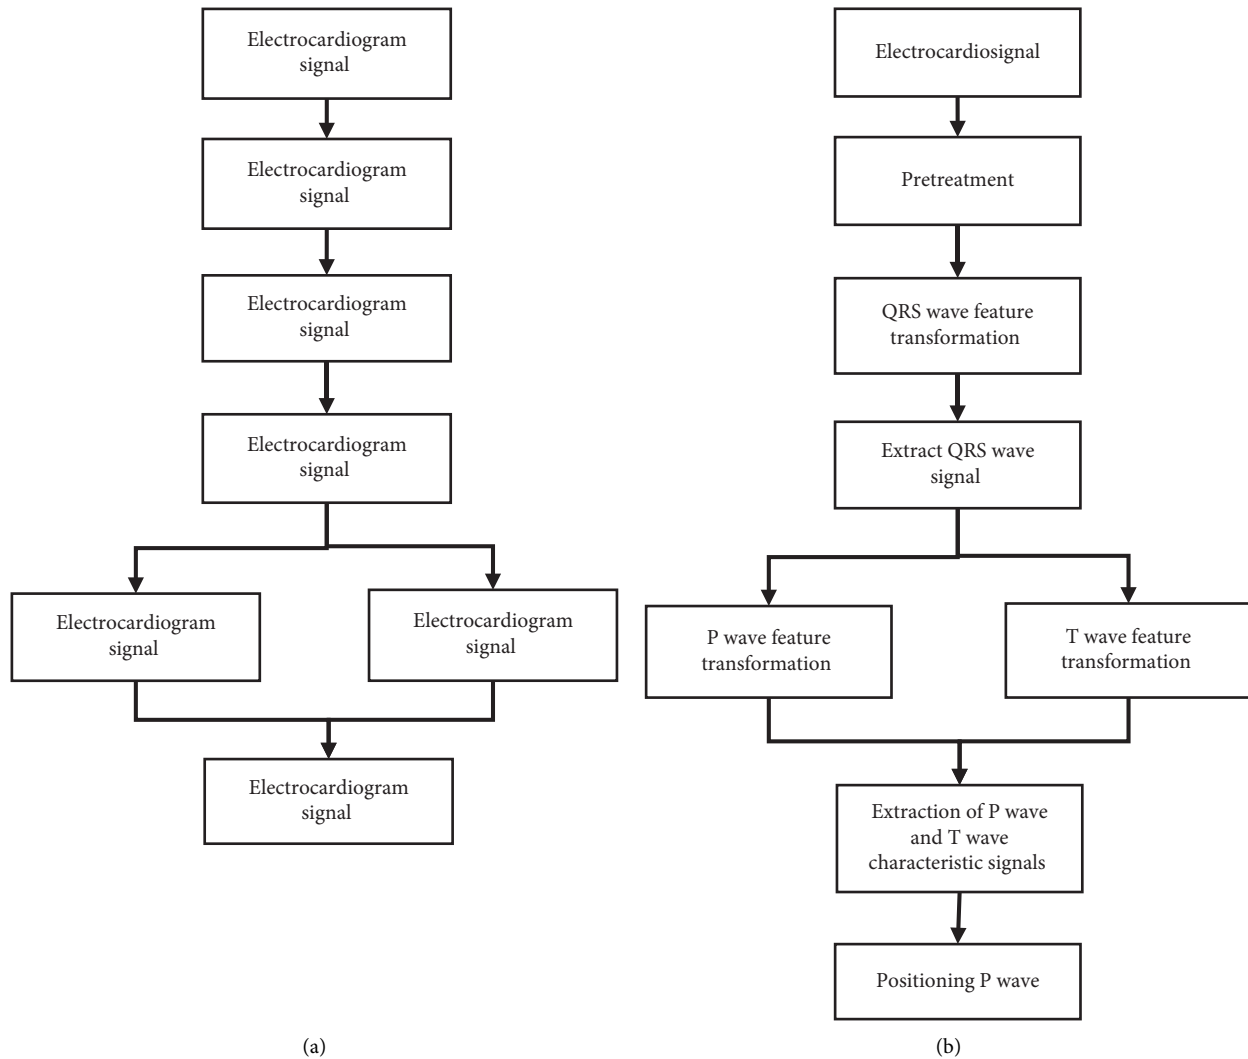 Electrocardiogram
signal
Electrocardiogram
signal
Electrocardiogram
signal
Electrocardiogram
signal
Electrocardiogram
signal
Electrocardiogram
signal
Electrocardiogram
signal
(a)
Electrocardiosignal
Pretreatment
QRS wave feature
transformation
Extract QRS wave
signal
P wave feature
transformation
T wave feature
transformation
Extraction of P wave
and T wave
characteristic signals
Positioning P wave
(b)